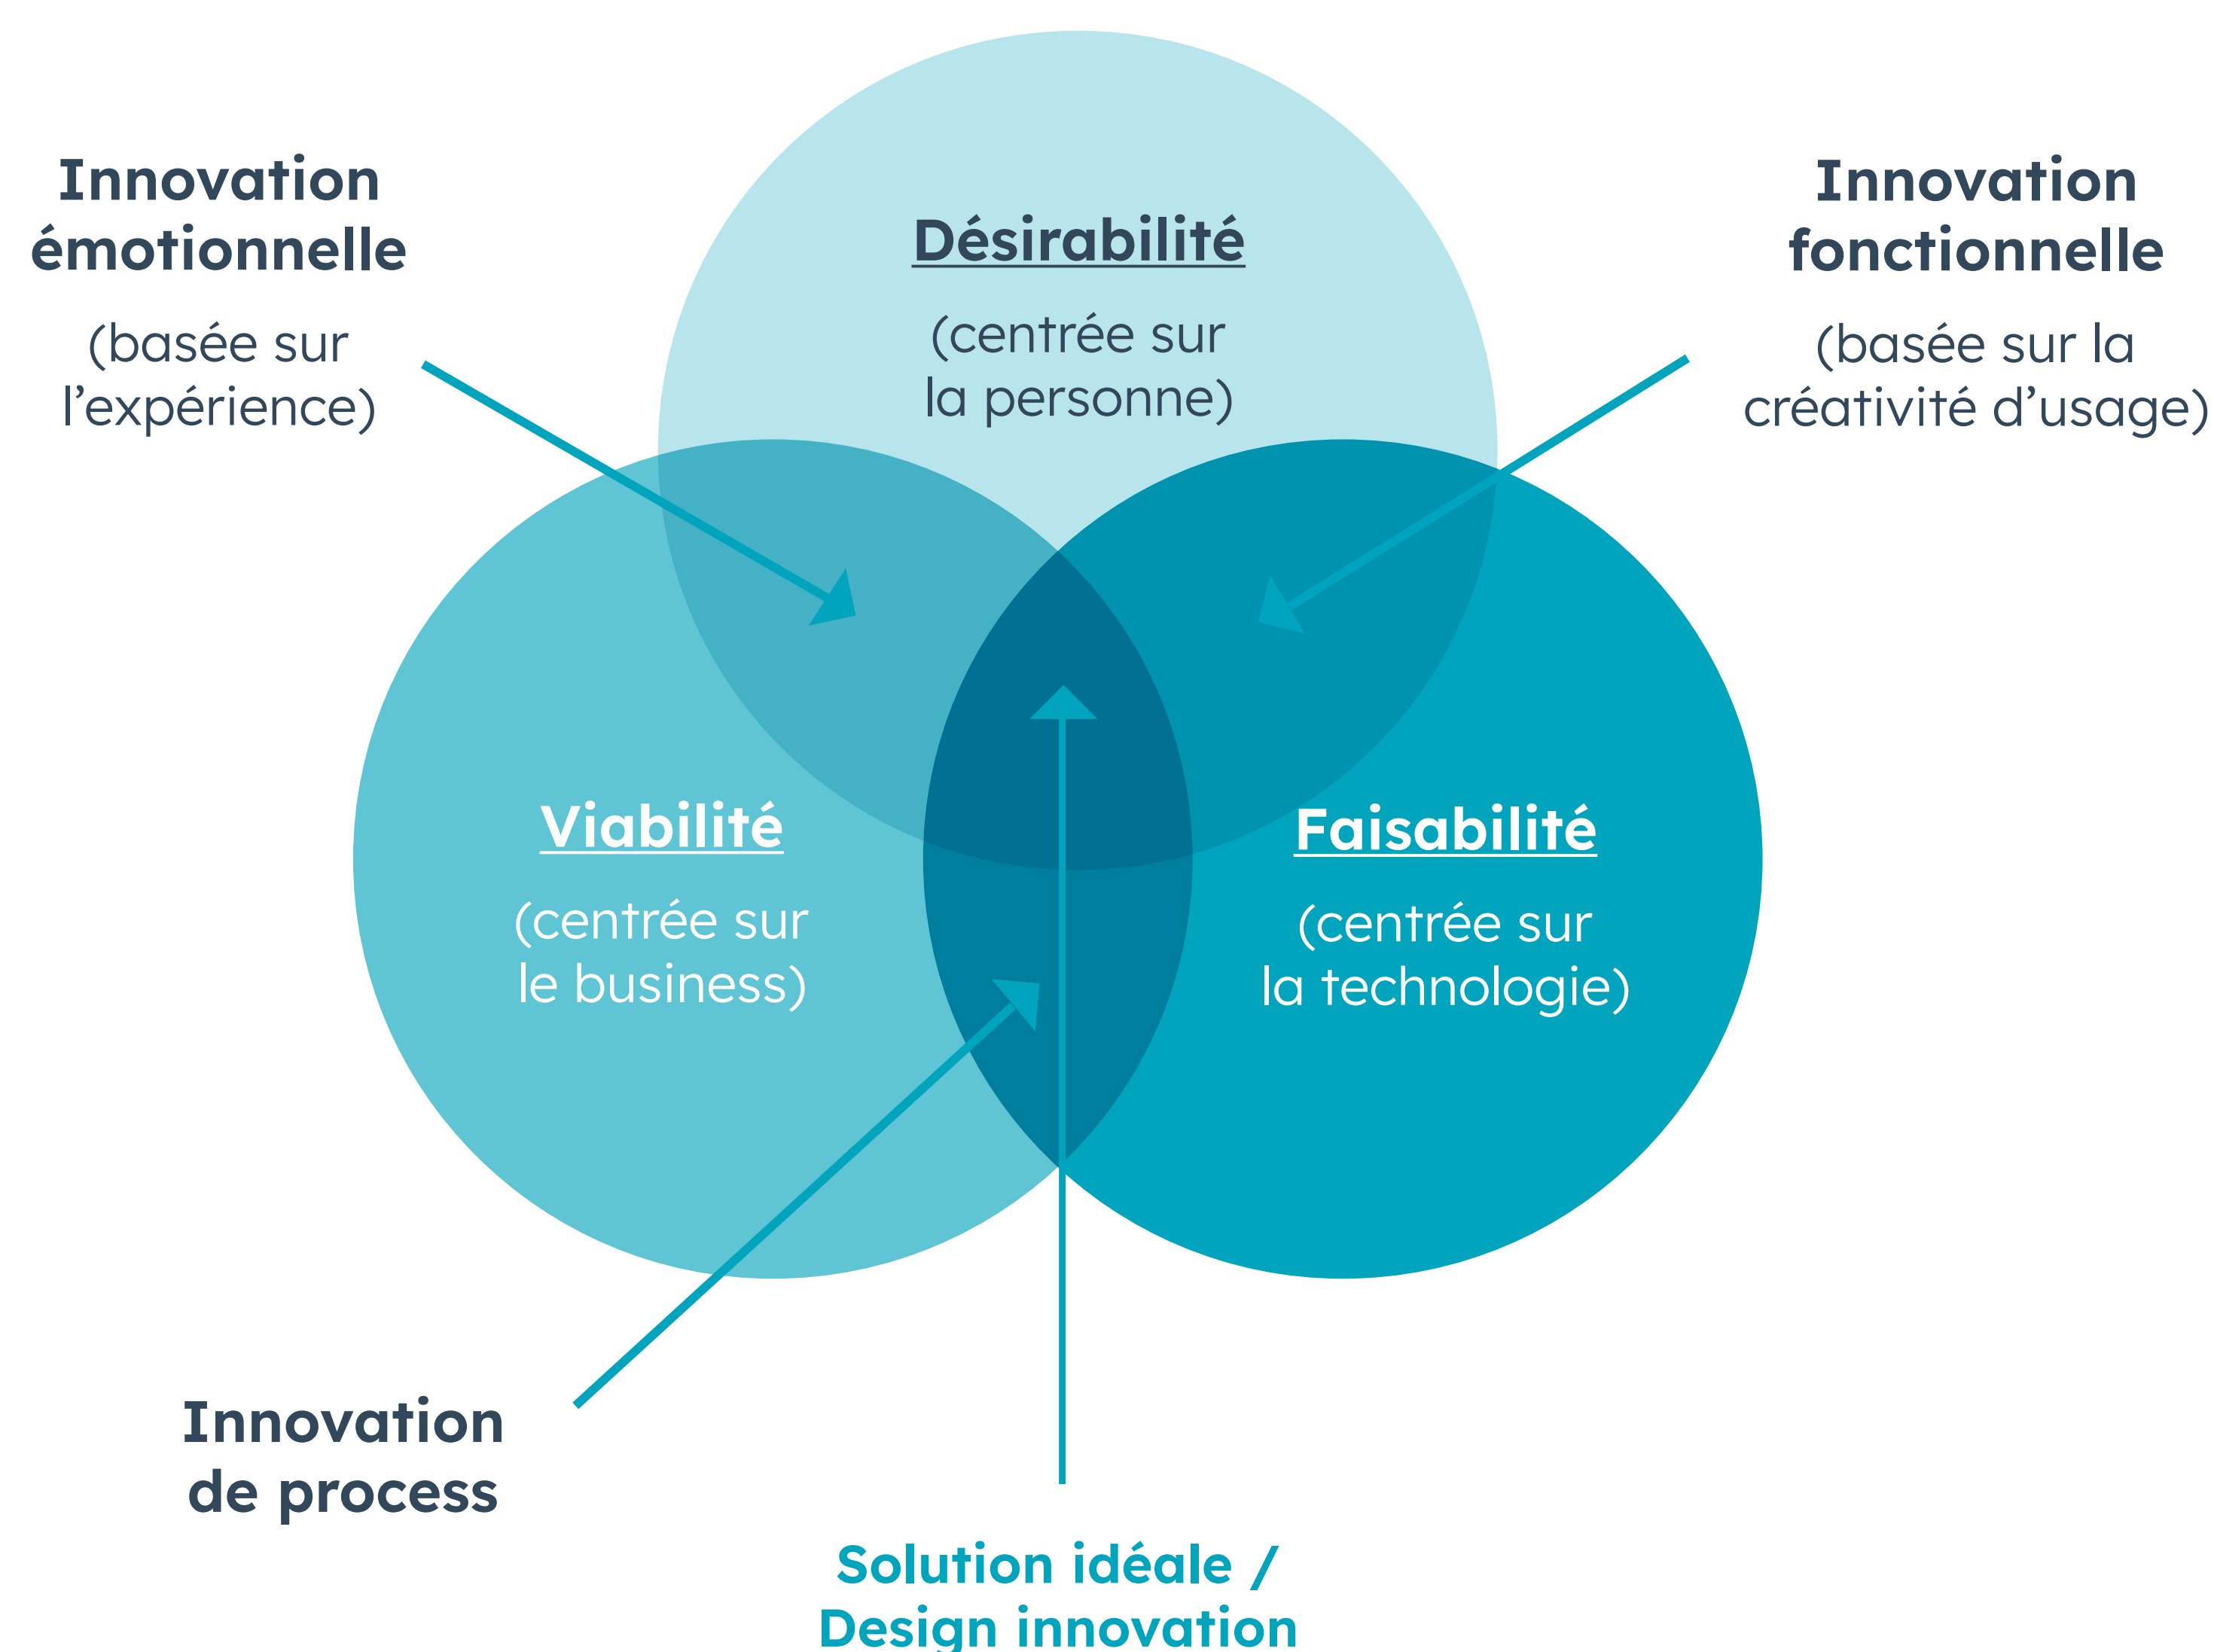 Innovation
émotionnelle
(basée sur
l’expérience)
Désirabilité
(centrée sur
la personne)
Innovation
fonctionnelle
(basée sur la
créativité d’usage)
Viabilité
(centrée sur
le business)
Faisabilité
(centrée sur
la technologie)
Innovation
de process
Solution idéale /
Design innovation